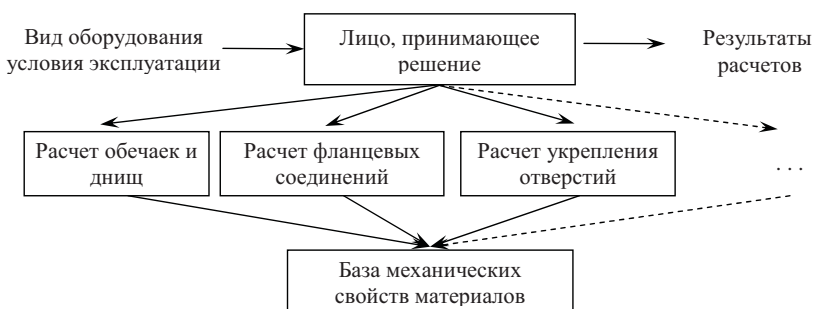 Вид оборудования
условия эксплуатации
Лицо, принимающее
решение
Результаты
расчетов
Расчет обечаек и
днищ
Расчет фланцевых
соединений
Расчет укрепления
отверстий
...
База механических
свойств материалов